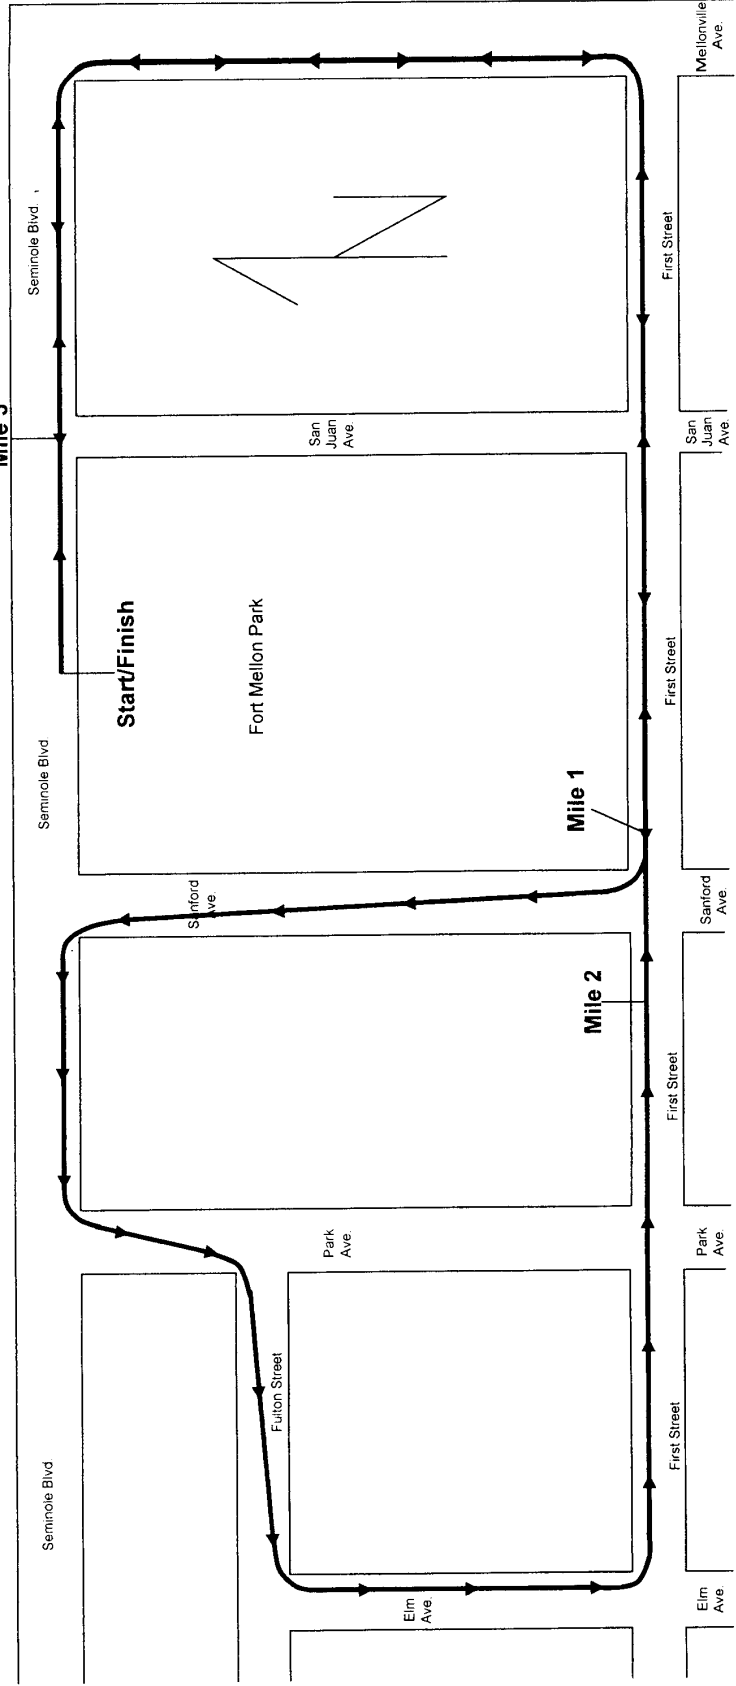 Seminole Blvd
Seminole Blvd
Seminole Blvd.
Mile 3
Start/Finish
Fort Mellon Park
Sanford
Ave.
San
Juan
Ave.
Park
Ave.
Fulton Street
Elm
Ave.
Mile 1
Mile 2
First Street
First Street
First Street
First Street
Elm
Ave.
Park
Ave.
Sanford
Ave.
San
Juan
Ave.
Mellonville
Ave.